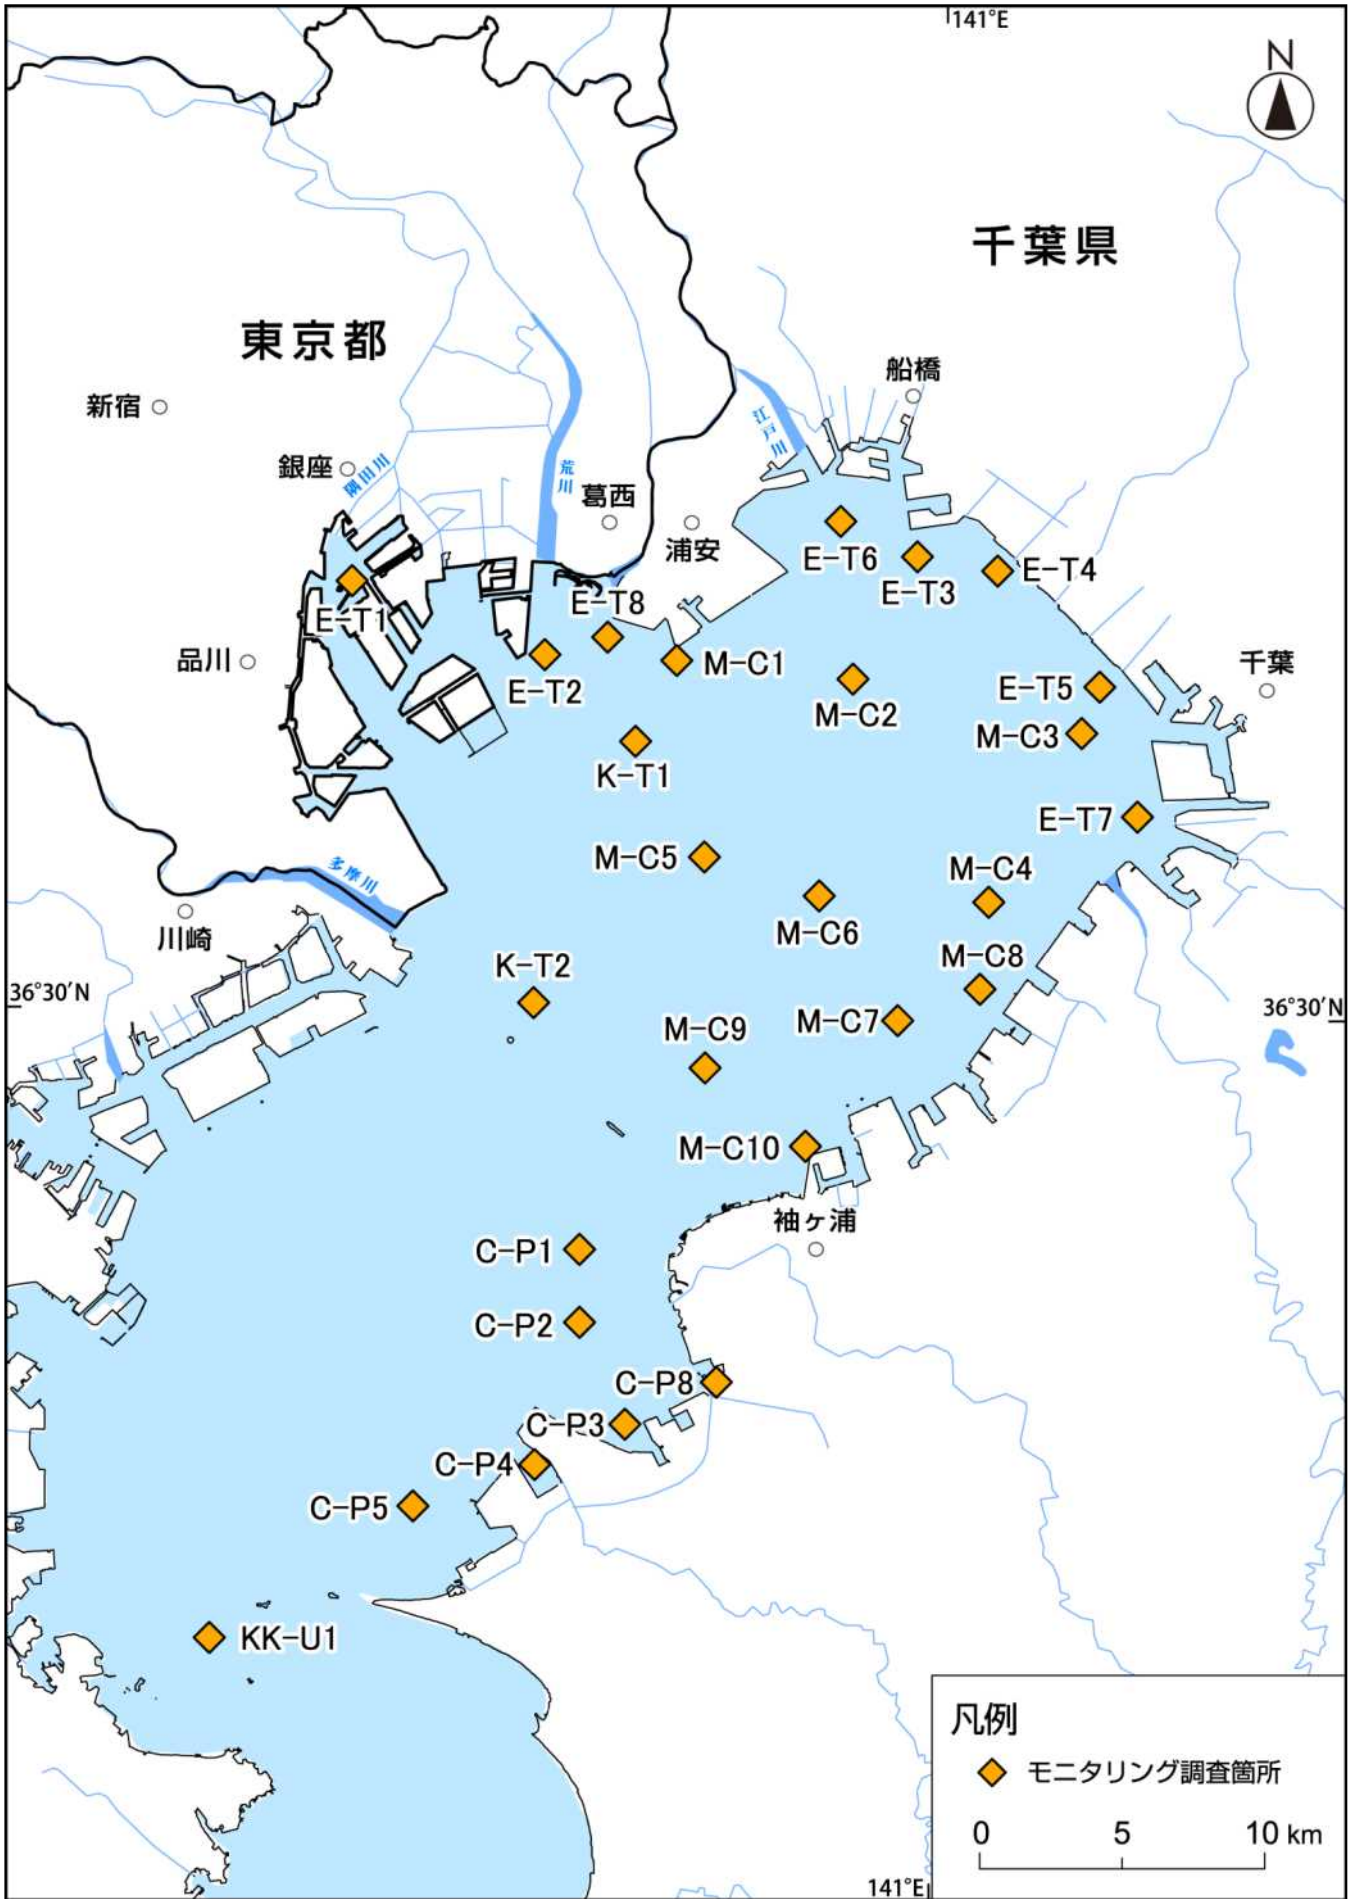 141°E
N
千葉県
東京都
船橋
新宿
江戸川
銀座
隅田川
荒川
葛西
浦安
E-T6
E-T3
E-T4
E-T1
E-T8
品川
E-T2
M-C1
M-C2
E-T5
千葉
M-C3
K-T1
E-T7
M-C5
多摩川
M-C4
M-C6
川崎
K-T2
M-C8
36°30′N
36°30′N
M-C9
M-C7
M-C10
袖ヶ浦
C-P1
C-P2
C-P8
C-P3
C-P4
C-P5
KK-U1
凡例
モニタリング調査箇所
0 5 10 km
141°E